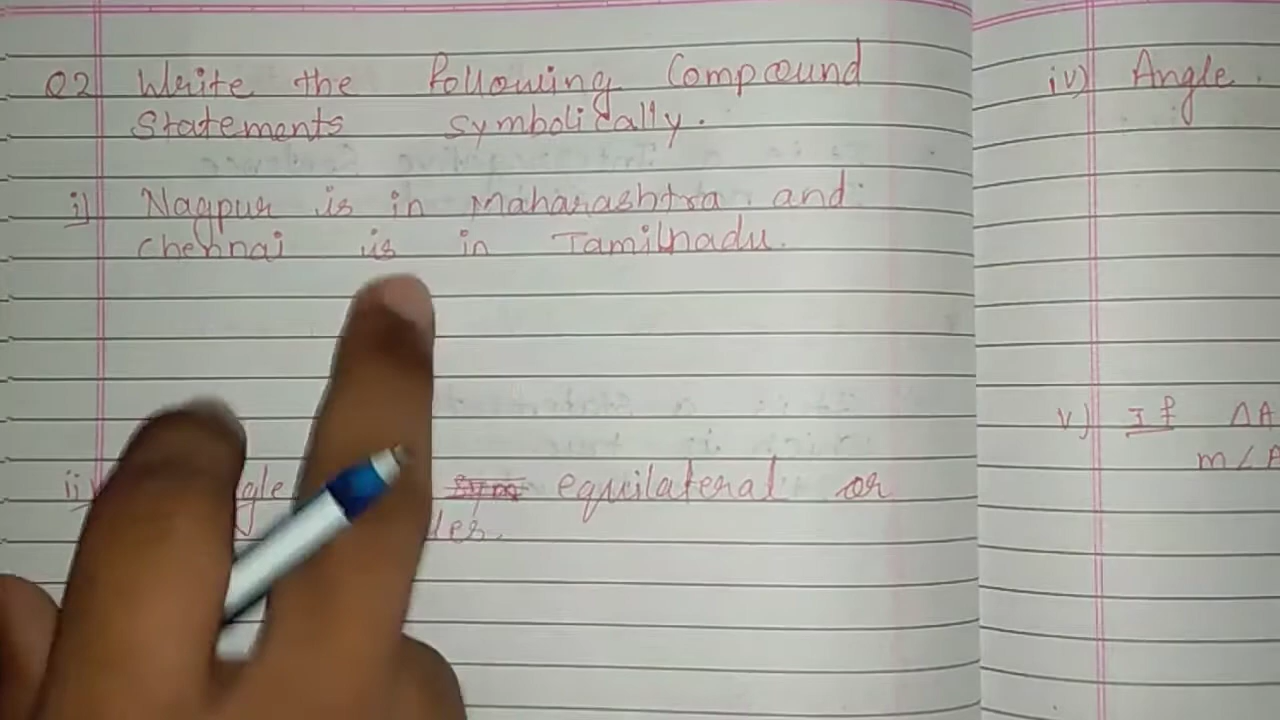 Q2 Write the following Compound
Statements symbolically.
i) Nagpur is in Maharashtra and
Chennai is in Tamilnadu.
ii) equilateral or
iv) Angle.
v) If ΔA
m∠A